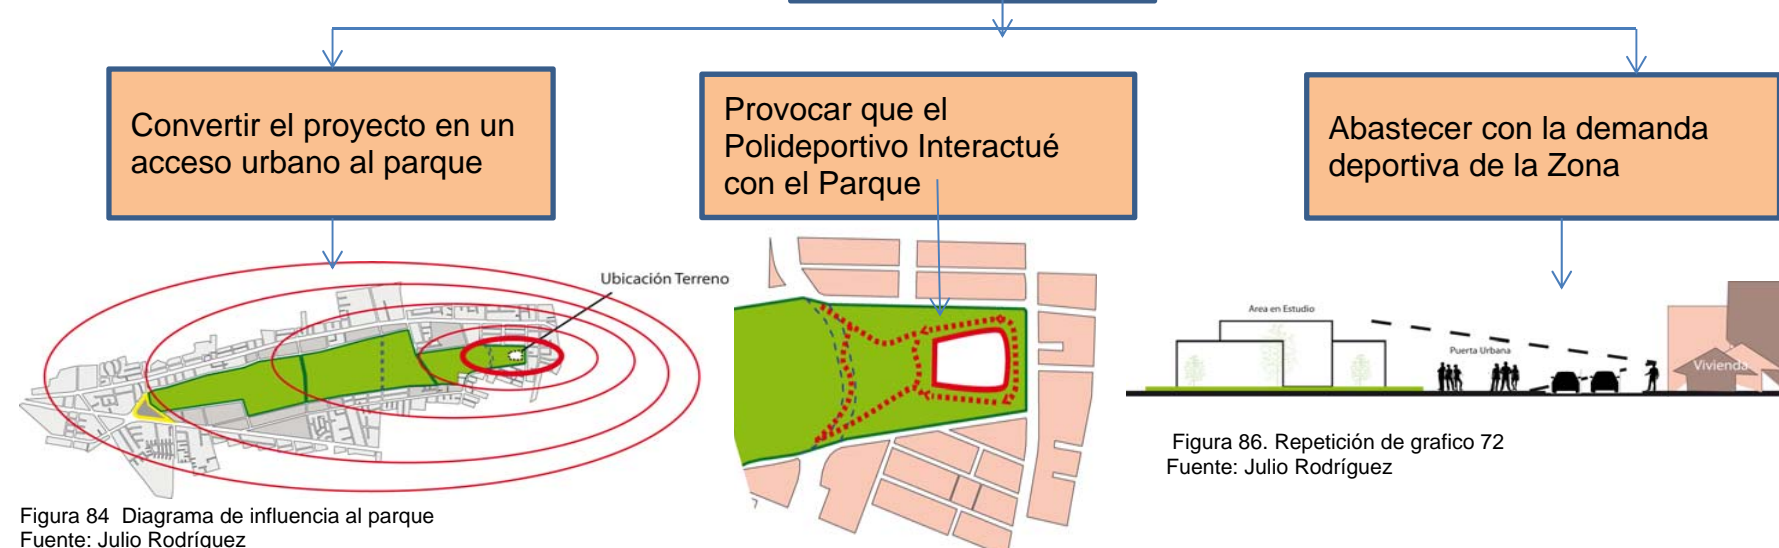 Convertir el proyecto en un
acceso urbano al parque
Provocar que el
Polideportivo Interactué
con el Parque
Abastecer con la demanda
deportiva de la Zona
Ubicación Terreno
Area en Estudio
Puerta Urbana
Vivienda
Figura 84  Diagrama de influencia al parque
Fuente: Julio Rodríguez
Figura 86. Repetición de grafico 72
Fuente: Julio Rodríguez